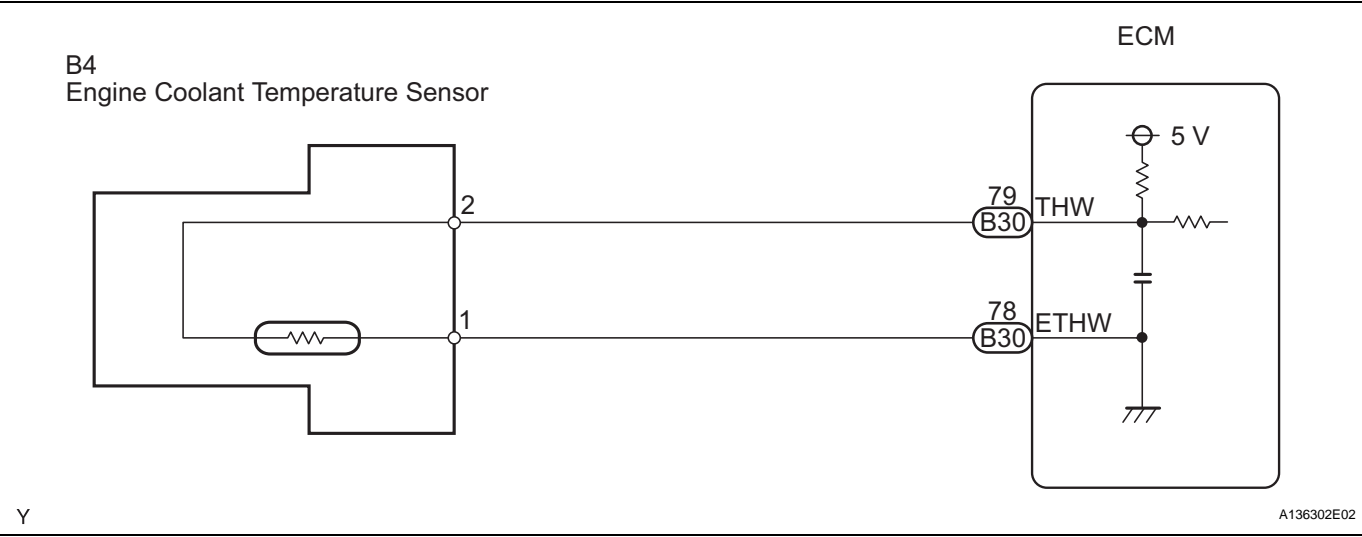 ECM
B4
Engine Coolant Temperature Sensor
5 V
2
79
B30
THW
1
78
B30
ETHW
Y
A136302E02